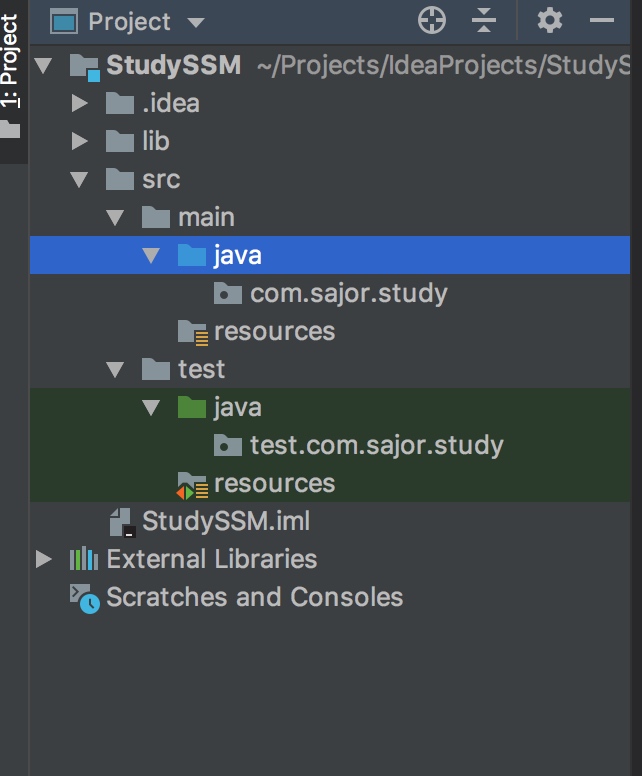 1: Project
Project
StudySSM ~/Projects/IdeaProjects/StudyS
.idea
lib
src
main
java
com.sajor.study
resources
test
java
test.com.sajor.study
resources
StudySSM.iml
External Libraries
Scratches and Consoles